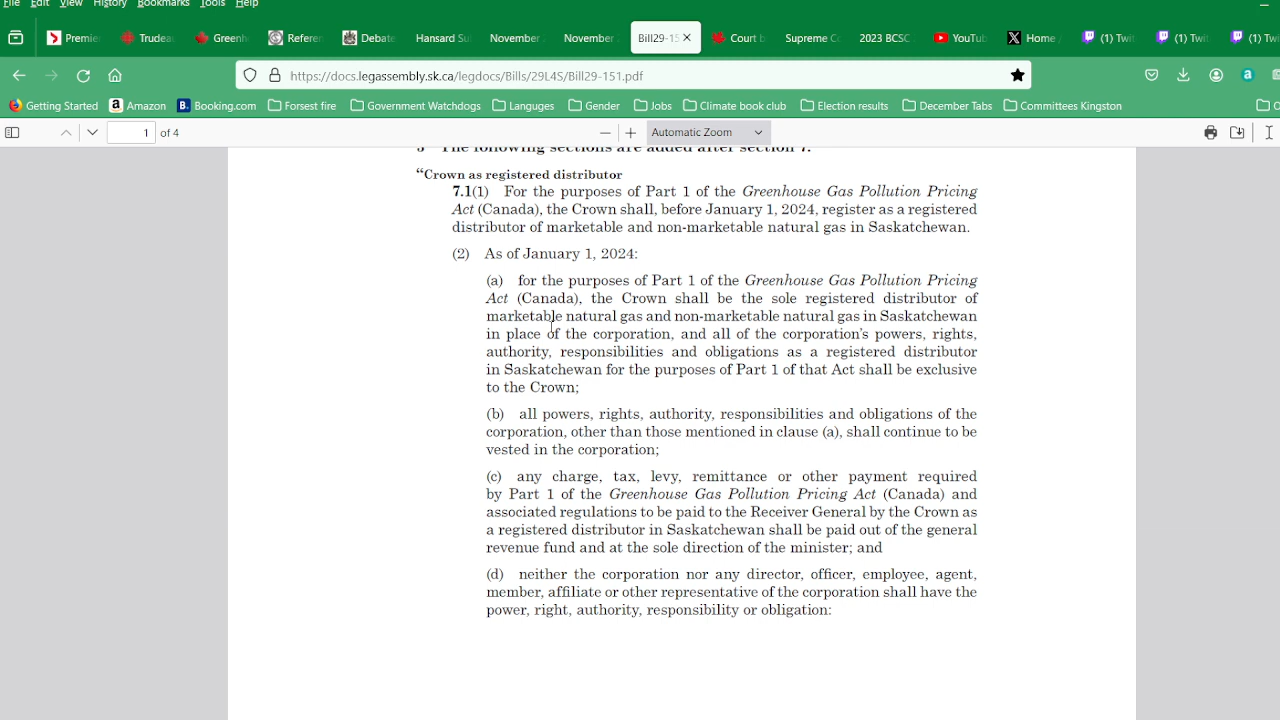 File Edit View History Bookmarks Tools Help
Premie Trudeau Greenh Referen Debate Hansard Su November November Bill29-15 Court b Supreme Co 2023 BCSC YouTub Home (1) Twit (1) Twit (1) Twi
https://docs.legassembly.sk.ca/legdocs/Bills/29L4S/Bill29-151.pdf
Getting Started Amazon Booking.com Forsest fire Government Watchdogs Languges Gender Jobs Climate book club Election results December Tabs Committees Kingston
1 of 4 Automatic Zoom
3 The following sections are added after section 7:
“Crown as registered distributor
7.1(1) For the purposes of Part 1 of the Greenhouse Gas Pollution Pricing
Act (Canada), the Crown shall, before January 1, 2024, register as a registered
distributor of marketable and non-marketable natural gas in Saskatchewan.
(2) As of January 1, 2024:
(a) for the purposes of Part 1 of the Greenhouse Gas Pollution Pricing
Act (Canada), the Crown shall be the sole registered distributor of
marketable natural gas and non-marketable natural gas in Saskatchewan
in place of the corporation, and all of the corporation’s powers, rights,
authority, responsibilities and obligations as a registered distributor
in Saskatchewan for the purposes of Part 1 of that Act shall be exclusive
to the Crown;
(b) all powers, rights, authority, responsibilities and obligations of the
corporation, other than those mentioned in clause (a), shall continue to be
vested in the corporation;
(c) any charge, tax, levy, remittance or other payment required
by Part 1 of the Greenhouse Gas Pollution Pricing Act (Canada) and
associated regulations to be paid to the Receiver General by the Crown as
a registered distributor in Saskatchewan shall be paid out of the general
revenue fund and at the sole direction of the minister; and
(d) neither the corporation nor any director, officer, employee, agent,
member, affiliate or other representative of the corporation shall have the
power, right, authority, responsibility or obligation: